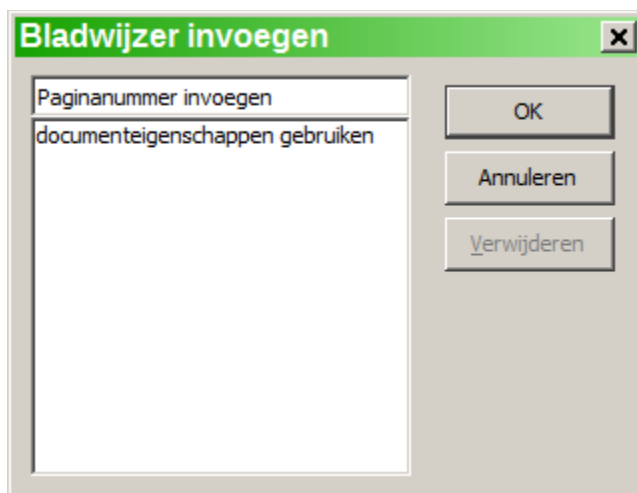 Bladwijzer invoegen
Paginanummer invoegen
documenteigenschappen gebruiken
OK
Annuleren
Verwijderen